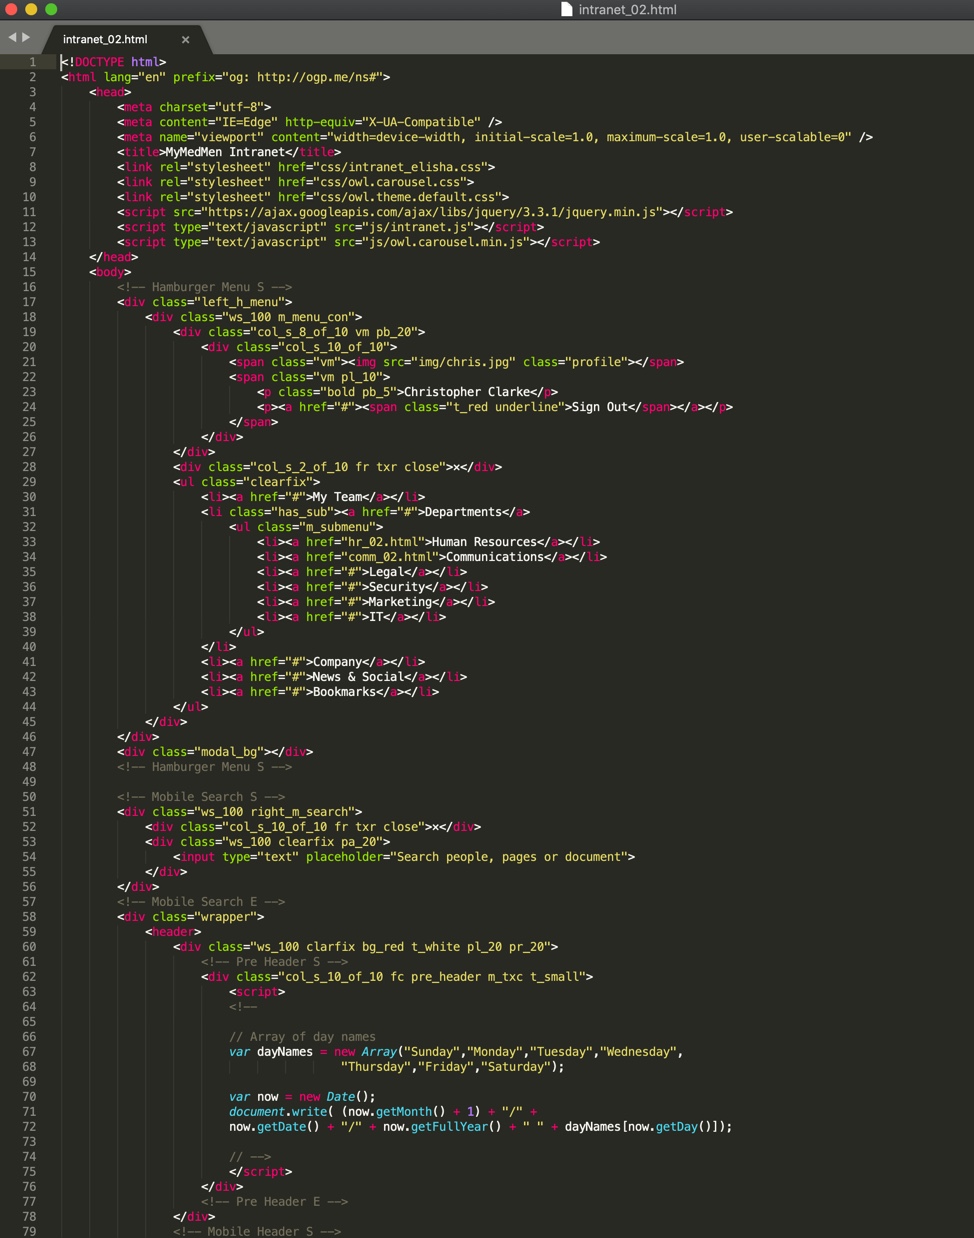 intranet_02.html
intranet_02.html ×
1 <!DOCTYPE html>
2 <html lang="en" prefix="og: http://ogp.me/ns#">
3 <head>
4 <meta charset="utf-8">
5 <meta content="IE=Edge" http-equiv="X-UA-Compatible" />
6 <meta name="viewport" content="width=device-width, initial-scale=1.0, maximum-scale=1.0, user-scalable=0" />
7 <title>MyMedMen Intranet</title>
8 <link rel="stylesheet" href="css/intranet_elisha.css">
9 <link rel="stylesheet" href="css/owl.carousel.css">
10 <link rel="stylesheet" href="css/owl.theme.default.css">
11 <script src="https://ajax.googleapis.com/ajax/libs/jquery/3.3.1/jquery.min.js"></script>
12 <script type="text/javascript" src="js/intranet.js"></script>
13 <script type="text/javascript" src="js/owl.carousel.min.js"></script>
14 </head>
15 <body>
16 <!-- Hamburger Menu S -->
17 <div class="left_h_menu">
18 <div class="ws_100 m_menu_con">
19 <div class="col_s_8_of_10 vm pb_20">
20 <div class="col_s_10_of_10">
21 <span class="vm"><img src="img/chris.jpg" class="profile"></span>
22 <span class="vm pl_10">
23 <p class="bold pb_5">Christopher Clarke</p>
24 <p><a href="#"><span class="t_red underline">Sign Out</span></a></p>
25 </span>
26 </div>
27 </div>
28 <div class="col_s_2_of_10 fr txr close">×</div>
29 <ul class="clearfix">
30 <li><a href="#">My Team</a></li>
31 <li class="has_sub"><a href="#">Departments</a>
32 <ul class="m_submenu">
33 <li><a href="hr_02.html">Human Resources</a></li>
34 <li><a href="comm_02.html">Communications</a></li>
35 <li><a href="#">Legal</a></li>
36 <li><a href="#">Security</a></li>
37 <li><a href="#">Marketing</a></li>
38 <li><a href="#">IT</a></li>
39 </ul>
40 </li>
41 <li><a href="#">Company</a></li>
42 <li><a href="#">News & Social</a></li>
43 <li><a href="#">Bookmarks</a></li>
44 </ul>
45 </div>
46 </div>
47 <div class="modal_bg"></div>
48 <!-- Hamburger Menu S -->
49
50 <!-- Mobile Search S -->
51 <div class="ws_100 right_m_search">
52 <div class="col_s_10_of_10 fr txr close">×</div>
53 <div class="ws_100 clearfix pa_20">
54 <input type="text" placeholder="Search people, pages or document">
55 </div>
56 </div>
57 <!-- Mobile Search E -->
58 <div class="wrapper">
59 <header>
60 <div class="ws_100 clarfix bg_red t_white pl_20 pr_20">
61 <!-- Pre Header S -->
62 <div class="col_s_10_of_10 fc pre_header m_txc t_small">
63 <script>
64 <!--
65
66 // Array of day names
67 var dayNames = new Array("Sunday","Monday","Tuesday","Wednesday",
68 "Thursday","Friday","Saturday");
69
70 var now = new Date();
71 document.write( (now.getMonth() + 1) + "/" +
72 now.getDate() + "/" + now.getFullYear() + " " + dayNames[now.getDay()]);
73
74 // -->
75 </script>
76 </div>
77 <!-- Pre Header E -->
78 </div>
79 <!-- Mobile Header S -->